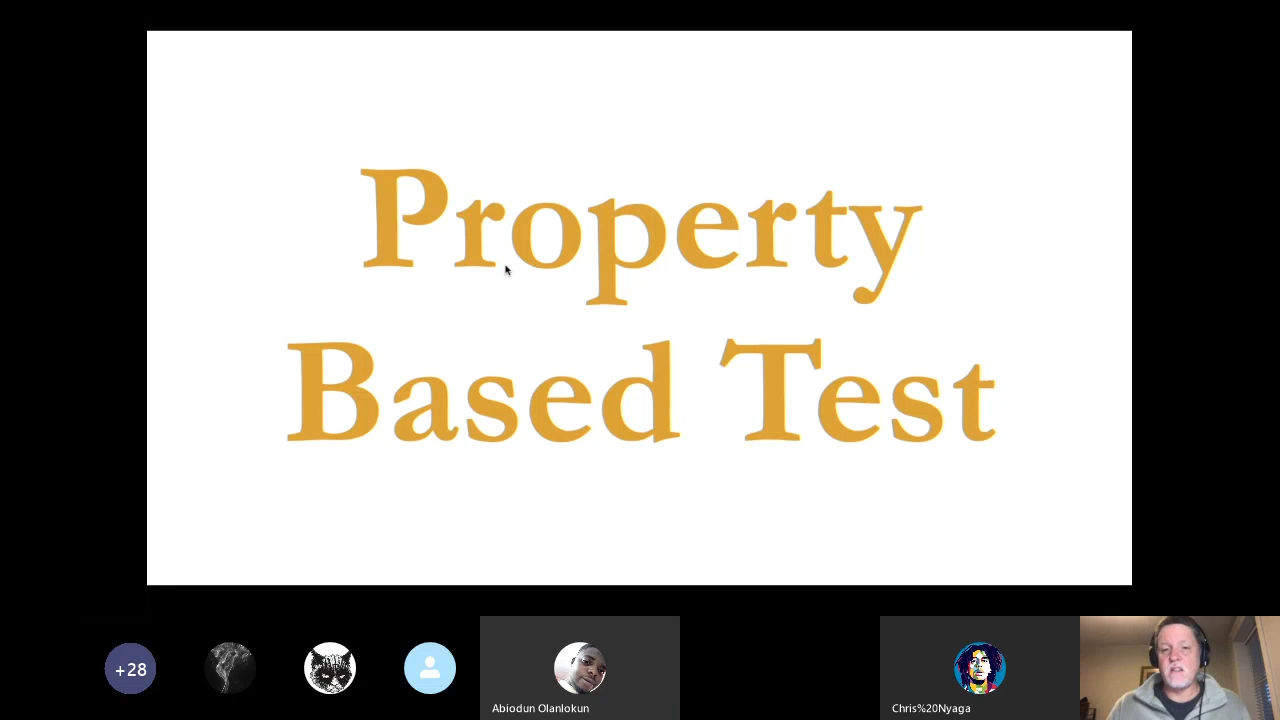 Property
Based Test
+28
Abiodun Olanlokun
Chris%20Nyaga